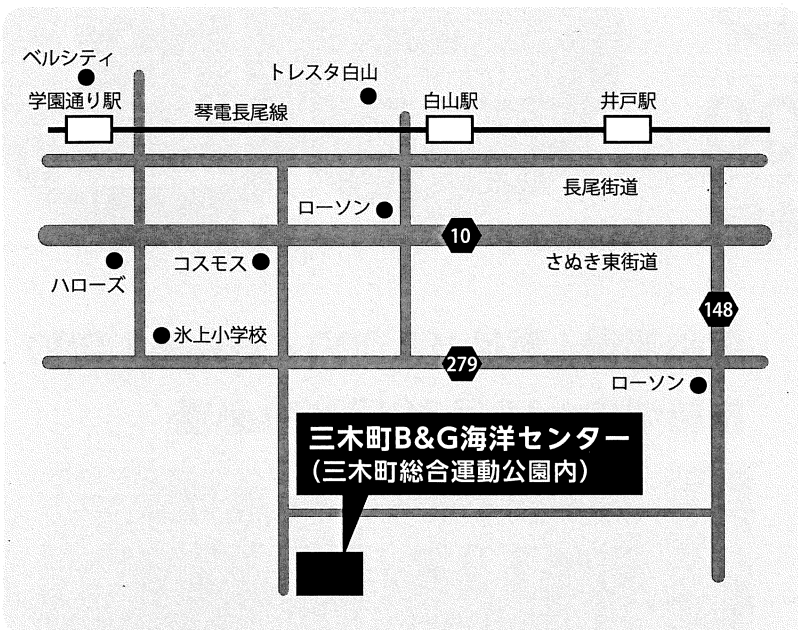 ベルシティ
トレスタ白山
学園通り駅
琴電長尾線
白山駅
井戸駅
長尾街道
ローソン
10
コスモス
さぬき東街道
ハローズ
148
氷上小学校
279
ローソン
三木町B&G海洋センター
（三木町総合運動公園内）